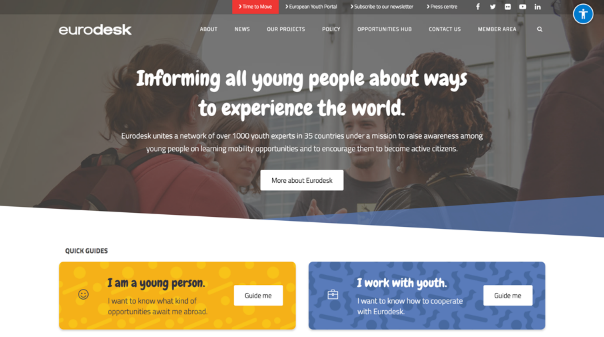 Time to Move
European Youth Portal
Subscribe to our newsletter
Press centre
eurodesk
ABOUT
NEWS
OUR PROJECTS
POLICY
OPPORTUNITIES HUB
CONTACT US
MEMBER AREA
Informing all young people about ways
to experience the world.
Eurodesk unites a network of over 1000 youth experts in 35 countries under a mission to raise awareness among
young people on learning mobility opportunities and to encourage them to become active citizens.
More about Eurodesk
QUICK GUIDES
I am a young person.
I want to know what kind of
opportunities await me abroad.
Guide me
I work with youth.
I want to know how to cooperate
with Eurodesk.
Guide me